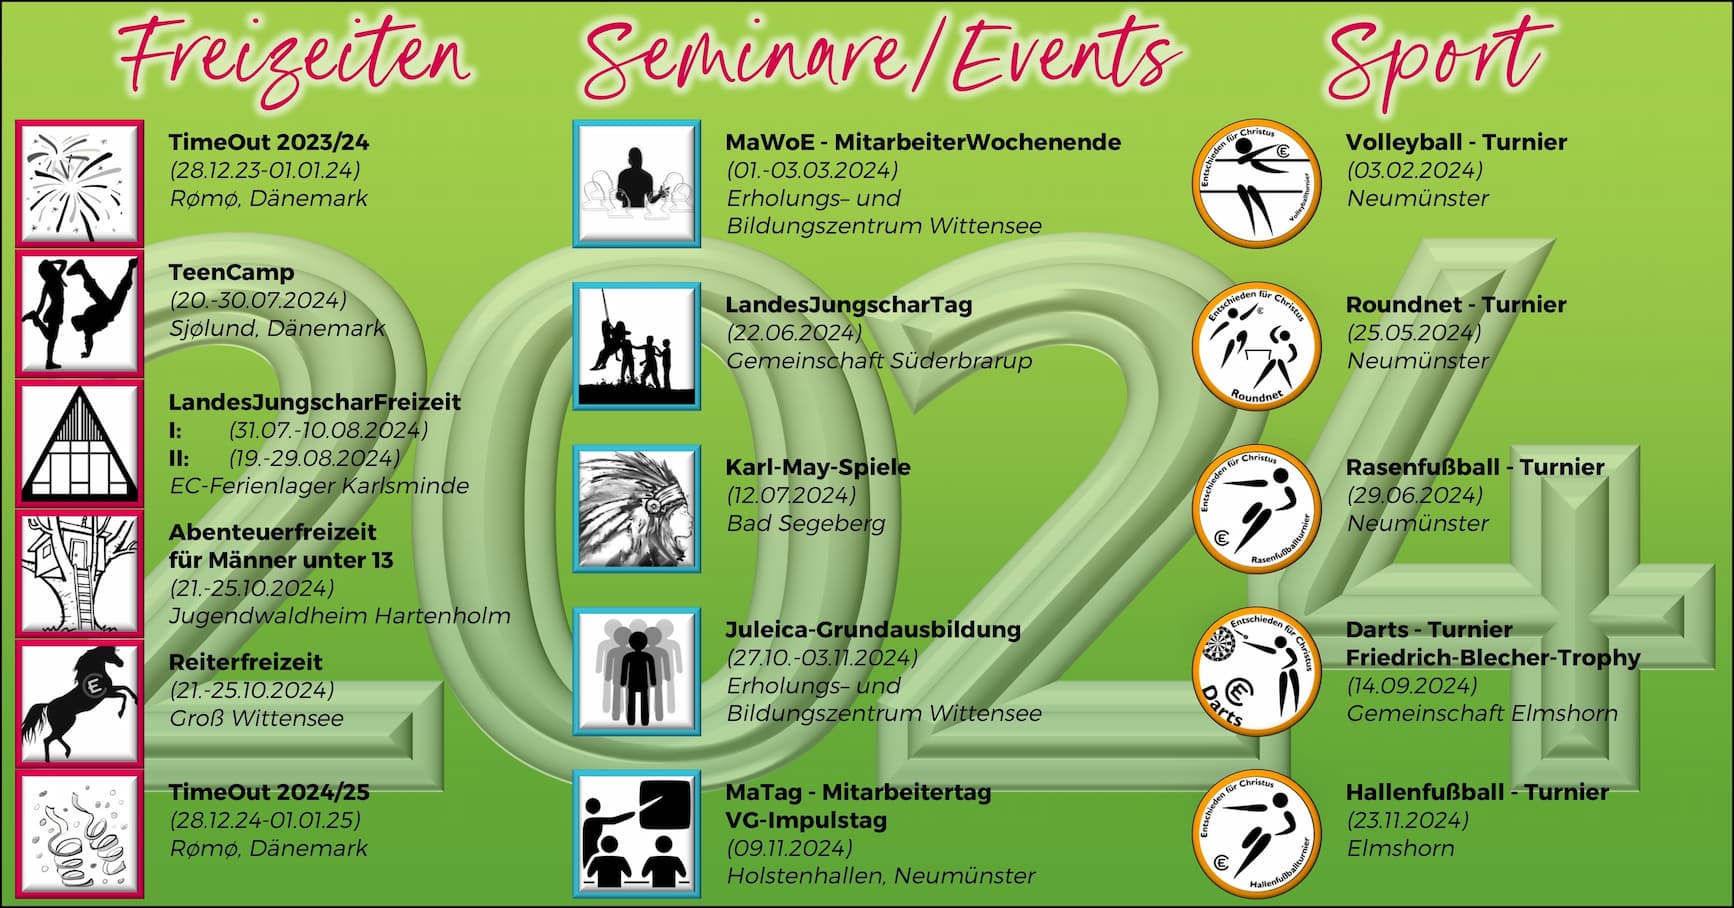 Freizeiten
TimeOut 2023/24
(28.12.23-01.01.24)
Rømø, Dänemark
TeenCamp
(20.-30.07.2024)
Sjølund, Dänemark
LandesJungscharFreizeit
I: (31.07.-10.08.2024)
II: (19.-29.08.2024)
EC-Ferienlager Karlsminde
Abenteuerfreizeit
für Männer unter 13
(21.-25.10.2024)
Jugendwaldheim Hartenholm
Reiterfreizeit
(21.-25.10.2024)
Groß Wittensee
TimeOut 2024/25
(28.12.24-01.01.25)
Rømø, Dänemark
Seminare/Events
MaWoE - MitarbeiterWochenende
(01.-03.03.2024)
Erholungs– und
Bildungszentrum Wittensee
LandesJungscharTag
(22.06.2024)
Gemeinschaft Süderbrarup
Karl-May-Spiele
(12.07.2024)
Bad Segeberg
Juleica-Grundausbildung
(27.10.-03.11.2024)
Erholungs– und
Bildungszentrum Wittensee
MaTag - Mitarbeitertag
VG-Impulstag
(09.11.2024)
Holstenhallen, Neumünster
Sport
Entschieden für Christus
EC
Volleyballturnier
Volleyball - Turnier
(03.02.2024)
Neumünster
Entschieden für Christus
EC
Roundnet
Roundnet - Turnier
(25.05.2024)
Neumünster
Entschieden für Christus
EC
Rasenfußballturnier
Rasenfußball - Turnier
(29.06.2024)
Neumünster
Entschieden für Christus
EC
Darts
Darts - Turnier
Friedrich-Blecher-Trophy
(14.09.2024)
Gemeinschaft Elmshorn
Entschieden für Christus
EC
Hallenfußballturnier
Hallenfußball - Turnier
(23.11.2024)
Elmshorn
2024